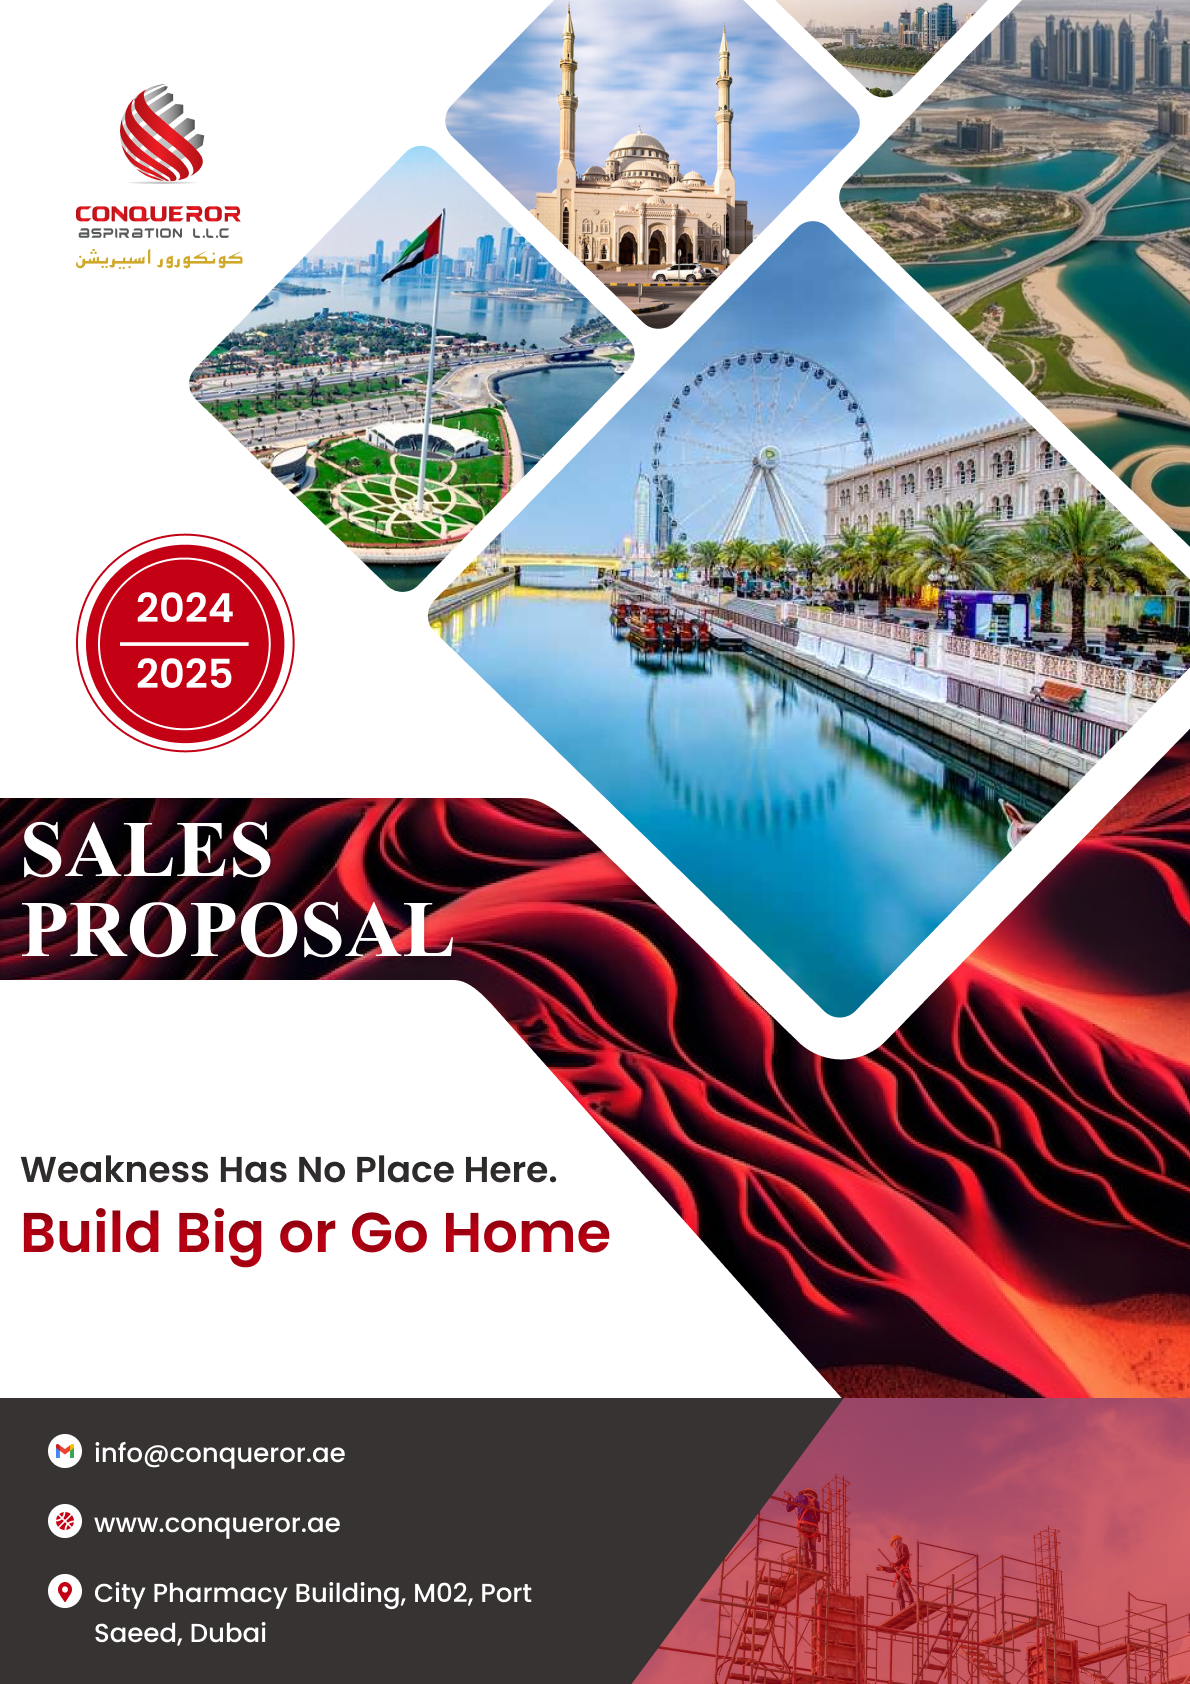 CONQUEROR
ASPIRATION L.L.C
كونكورور اسبيريشن
2024
2025
SALES
PROPOSAL
Weakness Has No Place Here.
Build Big or Go Home
info@conqueror.ae
www.conqueror.ae
City Pharmacy Building, M02, Port
Saeed, Dubai